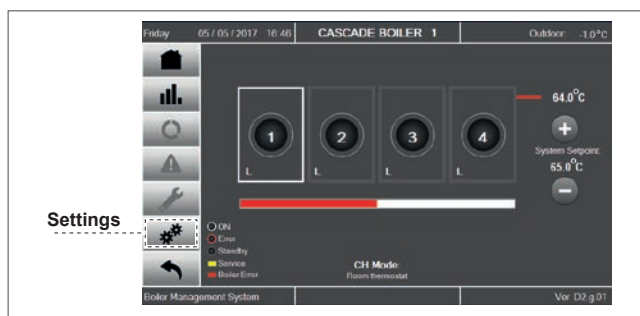 Friday 05 / 05 / 2017 16:46 CASCADE BOILER 1 Outdoor -1.0°C
64.0°C
1 2 3 4
System Setpoint:
65.0°C
L L L L
Settings
ON
Error
Standby
Service
Boiler Error
CH Mode:
Room thermostat
Boiler Management System Ver D2.g.01